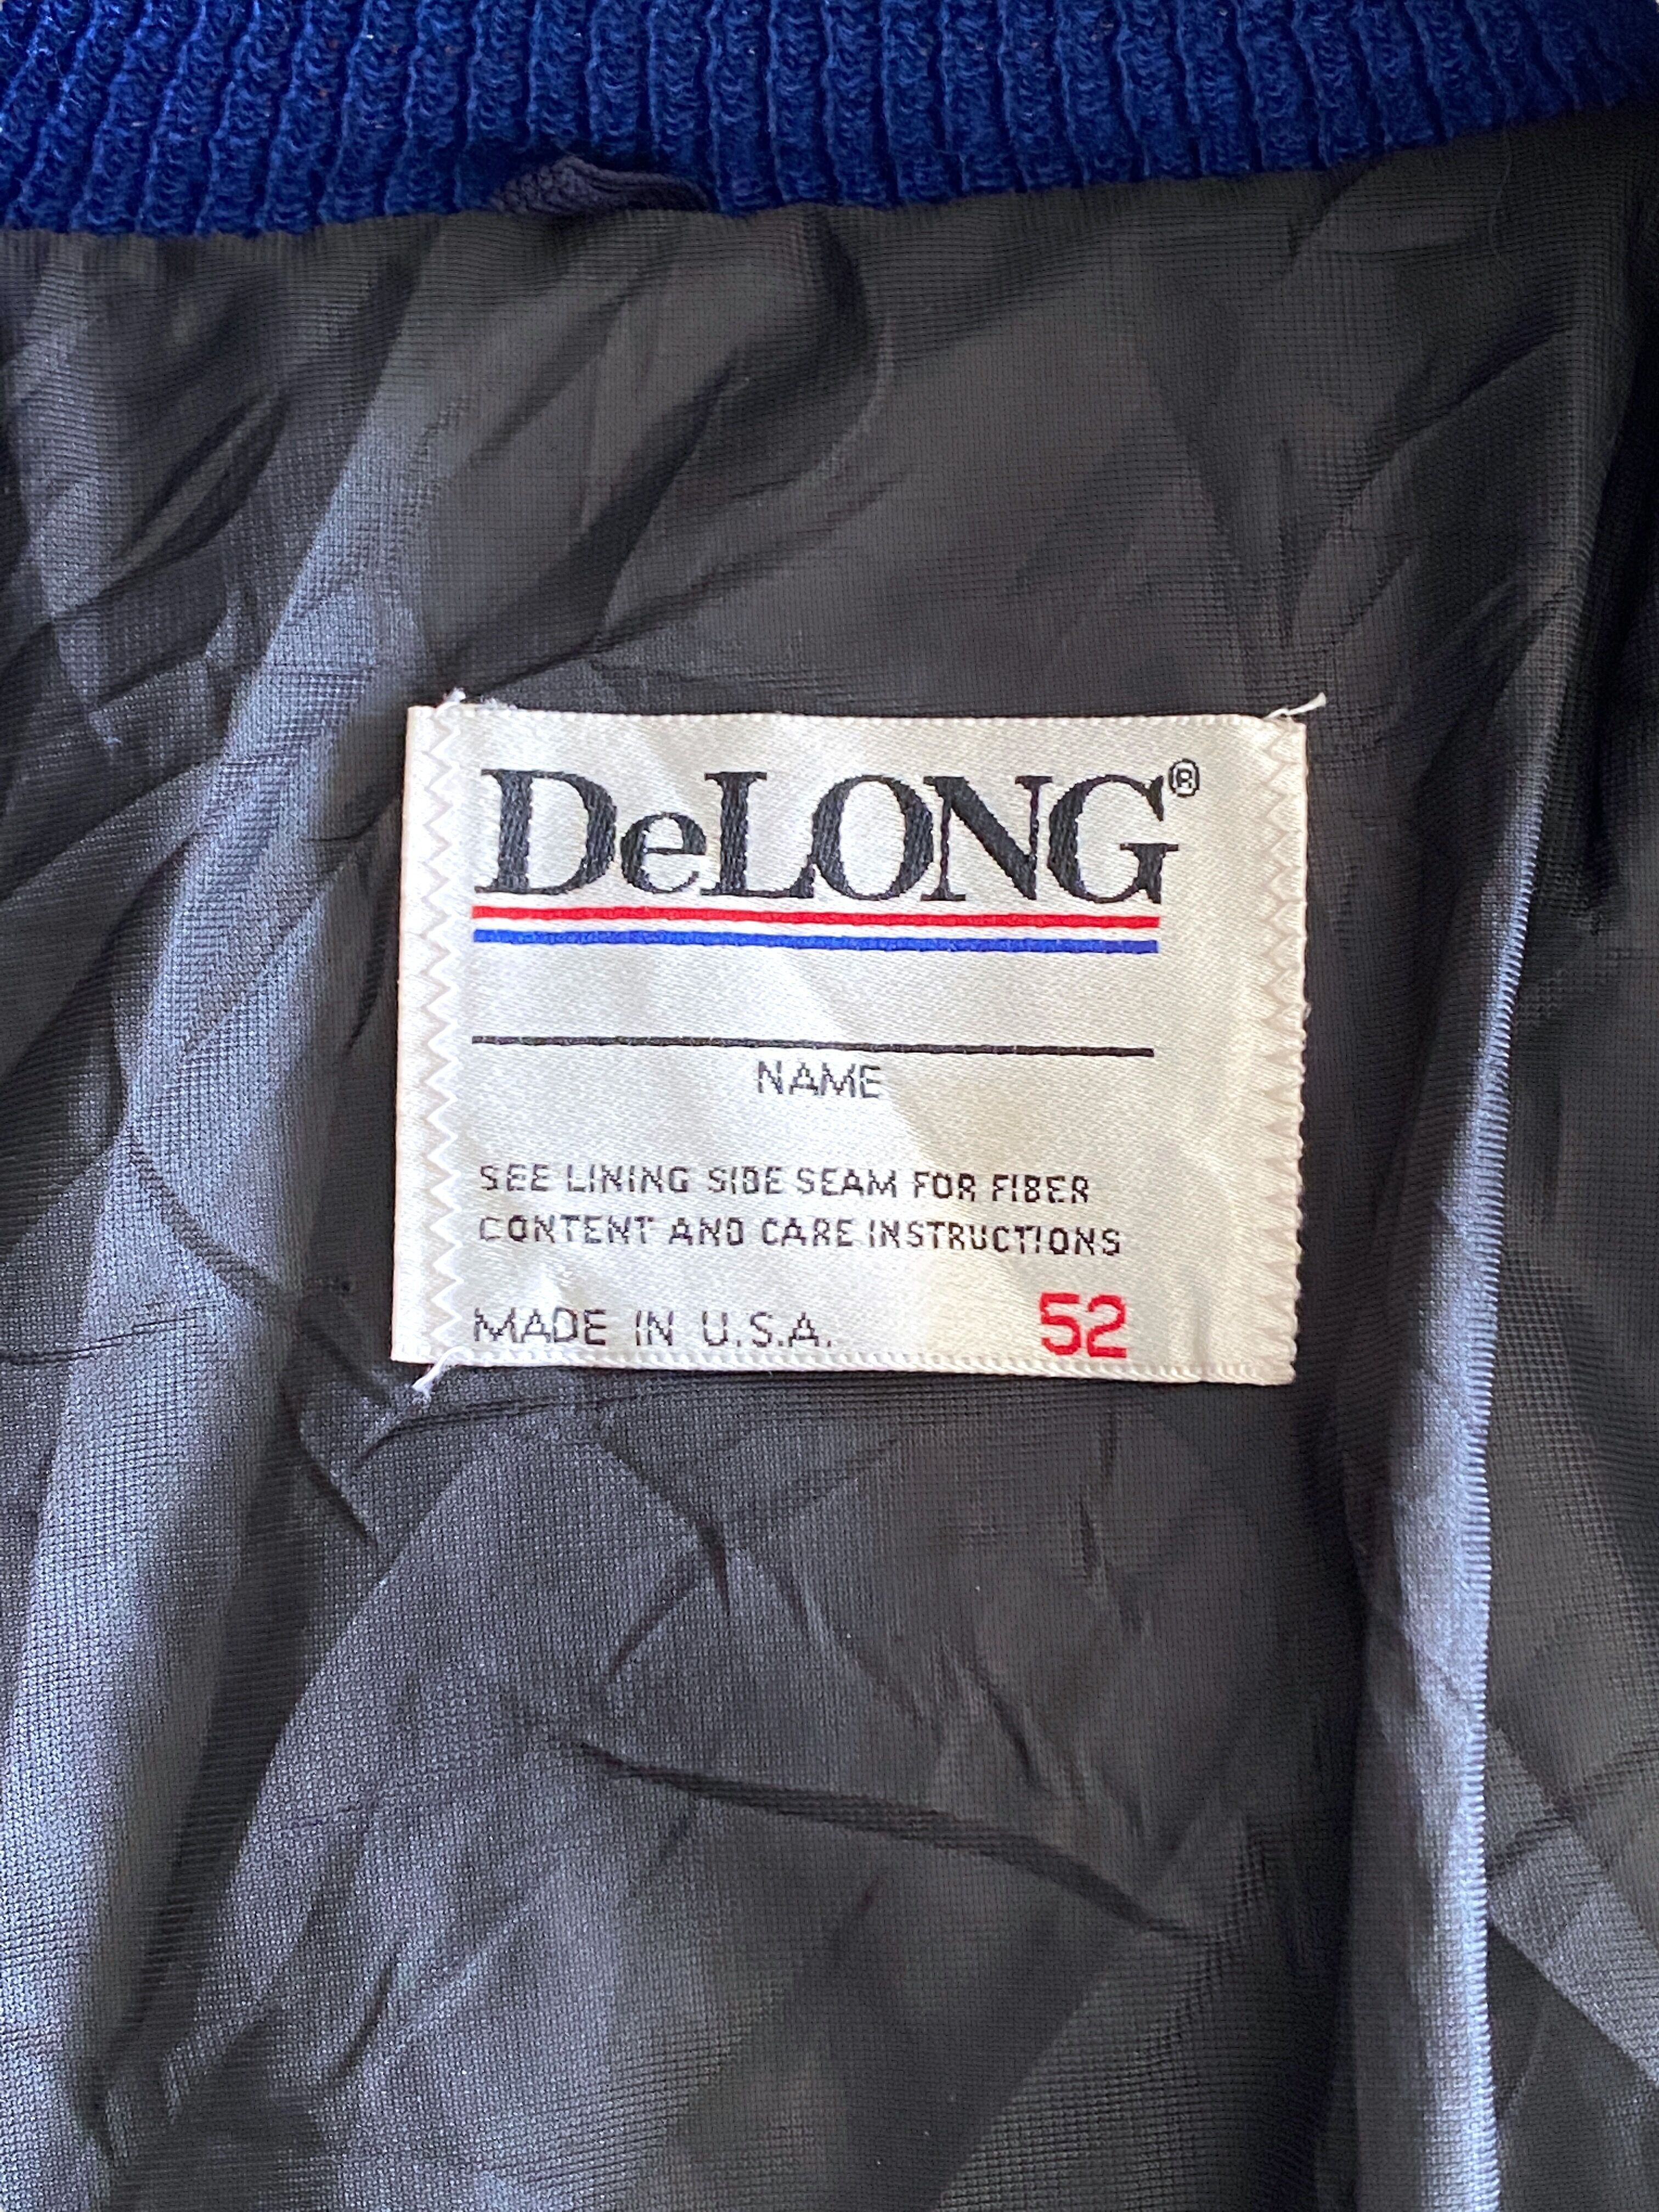 DeLONG®
NAME
SEE LINING SIDE SEAM FOR FIBER
CONTENT AND CARE INSTRUCTIONS
MADE IN U.S.A. 52